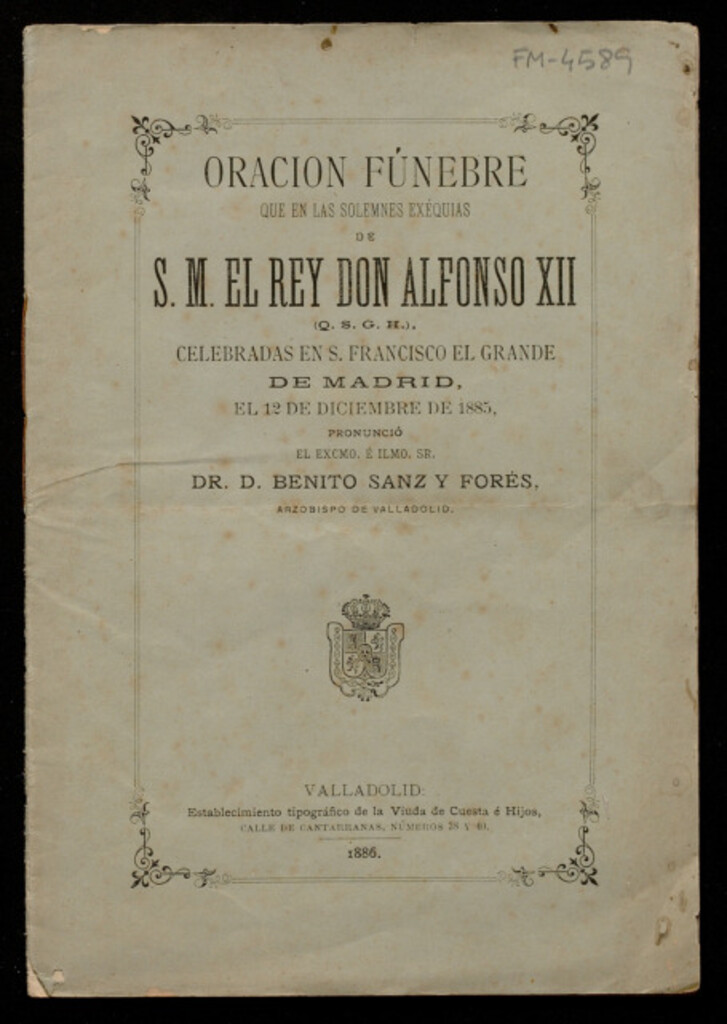 FM-4589
ORACION FÚNEBRE
QUE EN LAS SOLEMNES EXÉQUIAS
DE
S. M. EL REY DON ALFONSO XII
(Q. S. G. H.),
CELEBRADAS EN S. FRANCISCO EL GRANDE
DE MADRID,
EL 12 DE DICIEMBRE DE 1885,
PRONUNCIÓ
EL EXCMO. É ILMO. SR.
DR. D. BENITO SANZ Y FORÉS,
ARZOBISPO DE VALLADOLID.
VALLADOLID:
Establecimiento tipográfico de la Viuda de Cuesta é Hijos,
CALLE DE CANTARRANAS, NÚMEROS 38 Y 40.
1886.